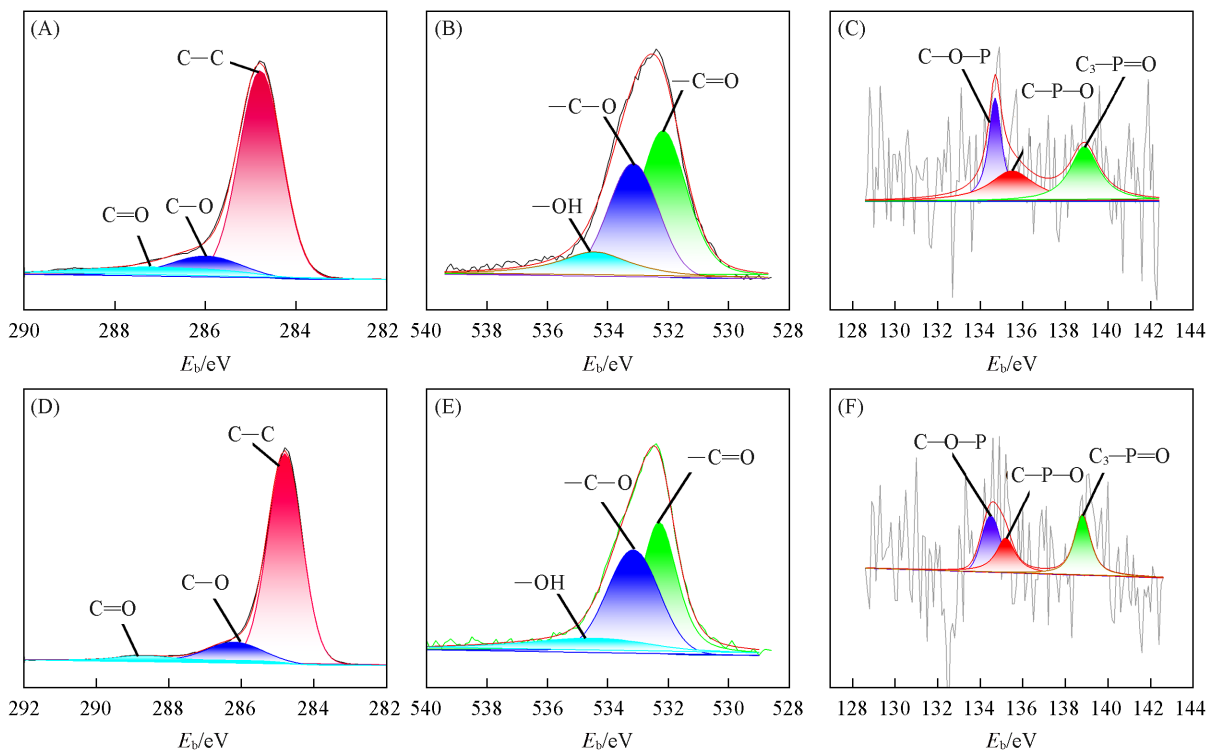 (A)
C—C
C—O
C=O
290 288 286 284 282
Eb/eV
(B)
—C=O
—C—O
—OH
540 538 536 534 532 530 528
Eb/eV
(C)
C—O—P
C—P—O
C3—P=O
128 130 132 134 136 138 140 142 144
Eb/eV
(D)
C—C
C—O
C=O
292 290 288 286 284 282
Eb/eV
(E)
—C=O
—C—O
—OH
540 538 536 534 532 530 528
Eb/eV
(F)
C—O—P
C3—P=O
C—P—O
128 130 132 134 136 138 140 142 144
Eb/eV